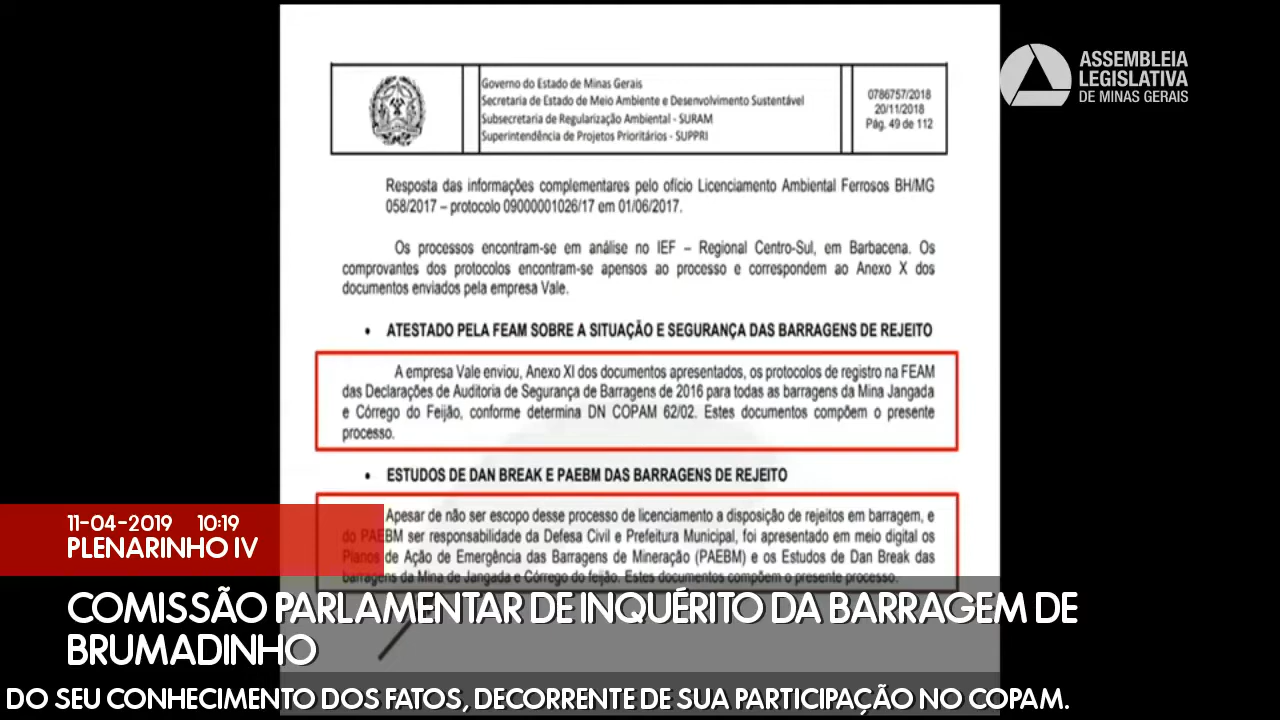 Governo do Estado de Minas Gerais
Secretaria de Estado de Meio Ambiente e Desenvolvimento Sustentável
Subsecretaria de Regularização Ambiental - SURAM
Superintendência de Projetos Prioritários - SUPPRI
0786757/2018
20/11/2018
Pág. 49 de 112
ASSEMBLEIA
LEGISLATIVA
DE MINAS GERAIS
Resposta das informações complementares pelo ofício Licenciamento Ambiental Ferrosos BH/MG
058/2017 – protocolo 09000001026/17 em 01/06/2017.
Os processos encontram-se em análise no IEF – Regional Centro-Sul, em Barbacena. Os
comprovantes dos protocolos encontram-se apensos ao processo e correspondem ao Anexo X dos
documentos enviados pela empresa Vale.
• ATESTADO PELA FEAM SOBRE A SITUAÇÃO E SEGURANÇA DAS BARRAGENS DE REJEITO
A empresa Vale enviou, Anexo XI dos documentos apresentados, os protocolos de registro na FEAM
das Declarações de Auditoria de Segurança de Barragens de 2016 para todas as barragens da Mina Jangada
e Córrego do Feijão, conforme determina DN COPAM 62/02. Estes documentos compõem o presente
processo.
• ESTUDOS DE DAN BREAK E PAEBM DAS BARRAGENS DE REJEITO
Apesar de não ser escopo desse processo de licenciamento a disposição de rejeitos em barragem, e
do PAEBM ser responsabilidade da Defesa Civil e Prefeitura Municipal, foi apresentado em meio digital os
Planos de Ação de Emergência das Barragens de Mineração (PAEBM) e os Estudos de Dan Break das
barragens da Mina de Jangada e Córrego do feijão. Estes documentos compõem o presente processo.
11-04-2019 10:19
PLENARINHO IV
COMISSÃO PARLAMENTAR DE INQUÉRITO DA BARRAGEM DE
BRUMADINHO
DO SEU CONHECIMENTO DOS FATOS, DECORRENTE DE SUA PARTICIPAÇÃO NO COPAM.